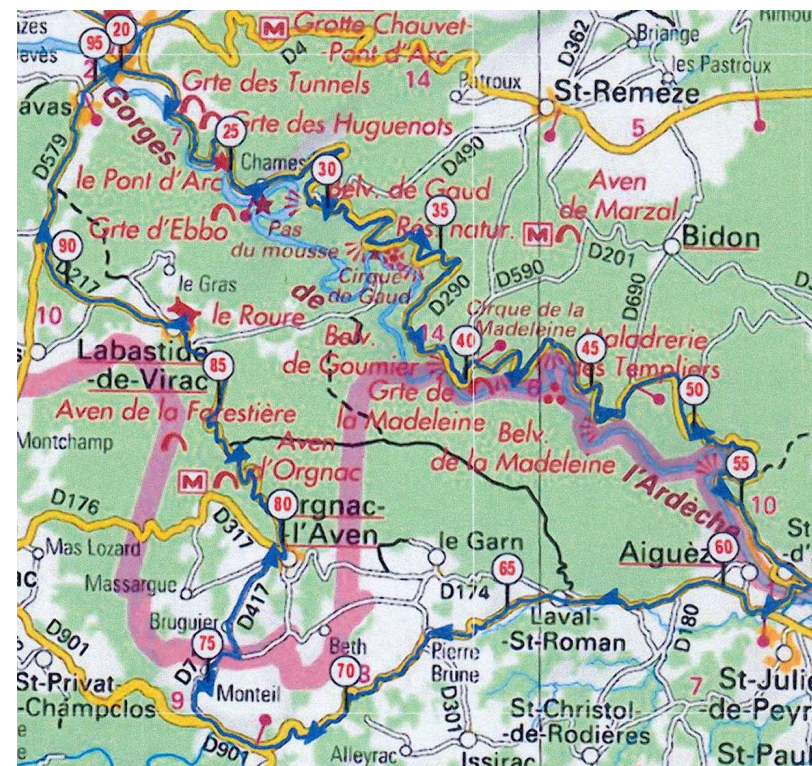 Grotte Chauvet-
-Pont d'Arc
M
D362
Briange
les Pastroux
95
20
D4
14
Grte des Tunnels
Patroux
St-Remèze
Gorges
7
5
25
Grte des Huguenots
D579
Chames
D490
le Pont d'Arc
30
Belv. de Gaud
Aven
de Marzal
35
Rés. natur.
M
Grte d'Ebbo
Pas
du mousse
D201
Bidon
90
D217
Cirque
de Gaud
D590
D690
le Gras
de
D290
10
le Roure
Cirque de la
Madeleine
14
Maladrerie
des Templiers
Belv.
de Goumier
40
45
Labastide
-de-Virac
85
50
Grte de
la Madeleine
6
Aven de la Forestière
Belv.
de la Madeleine
Montchamp
Aven
d'Orgnac
M
l'Ardèche
55
10
D176
80
Orgnac-
-l'Aven
D317
Mas Lozard
le Garn
Aiguèze
60
Massargue
65
D174
D417
Bruguier
Laval-
-St-Roman
D180
D901
75
Beth
Pierre
Brune
70
St-Privat-
-Champclos
9
Monteil
D301
7
St-Julie
-de-Peyr
St-Christol-
-de-Rodières
D901
Alleyrac
Issirac
St-Paul